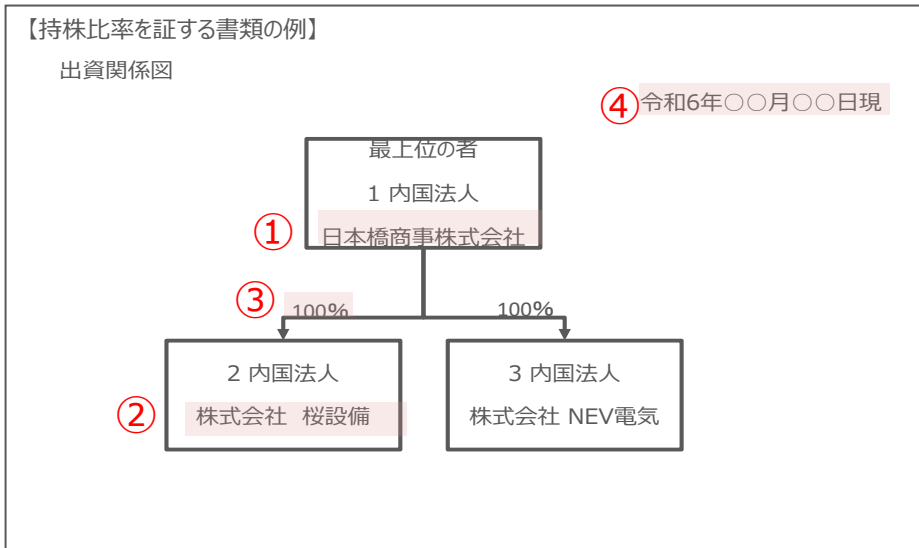 【持株比率を証する書類の例】
出資関係図
④ 令和6年○○月○○日現
最上位の者
1 内国法人
① 日本橋商事株式会社
③ 100% 100%
2 内国法人
② 株式会社 桜設備
3 内国法人
株式会社 NEV電気